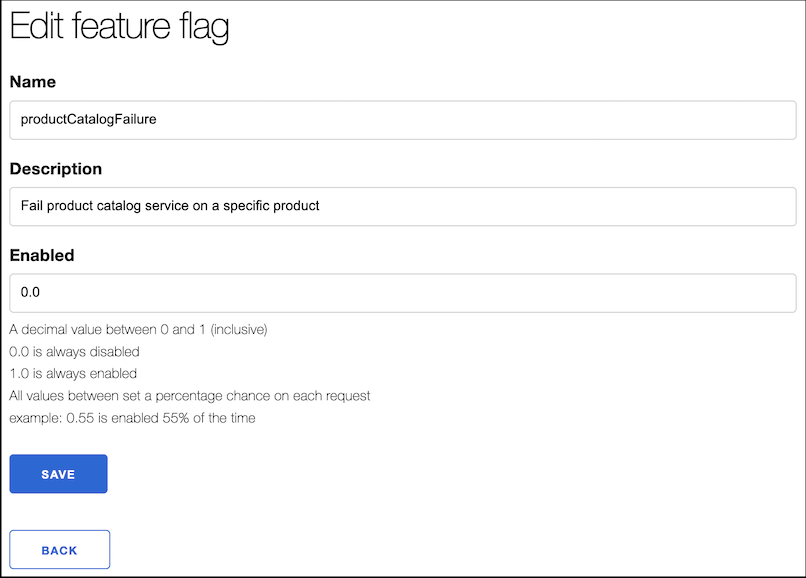 Edit feature flag
Name
productCatalogFailure
Description
Fail product catalog service on a specific product
Enabled
0.0
A decimal value between 0 and 1 (inclusive)
0.0 is always disabled
1.0 is always enabled
All values between set a percentage chance on each request
example: 0.55 is enabled 55% of the time
SAVE
BACK